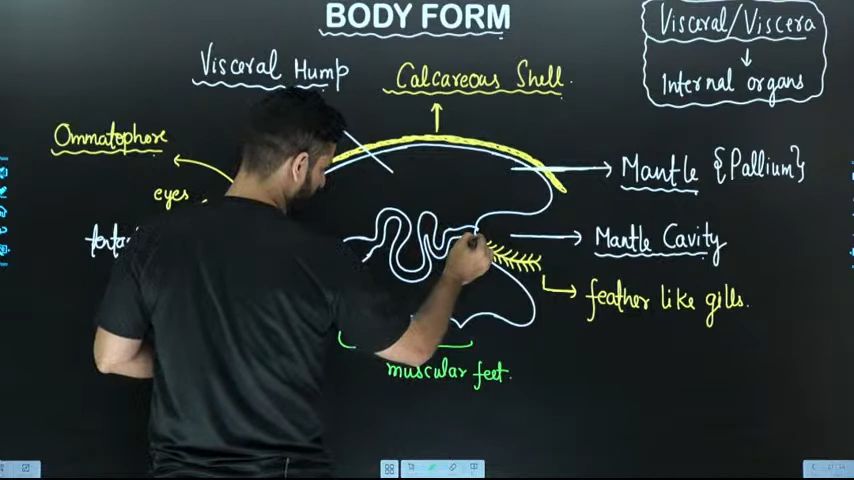 BODY FORM
Visceral/Viscera
Internal organs
Visceral Hump
Calcareous Shell.
Ommatophore
eyes
Mantle {Pallium}
Mantle Cavity
feather like gills.
muscular feet.